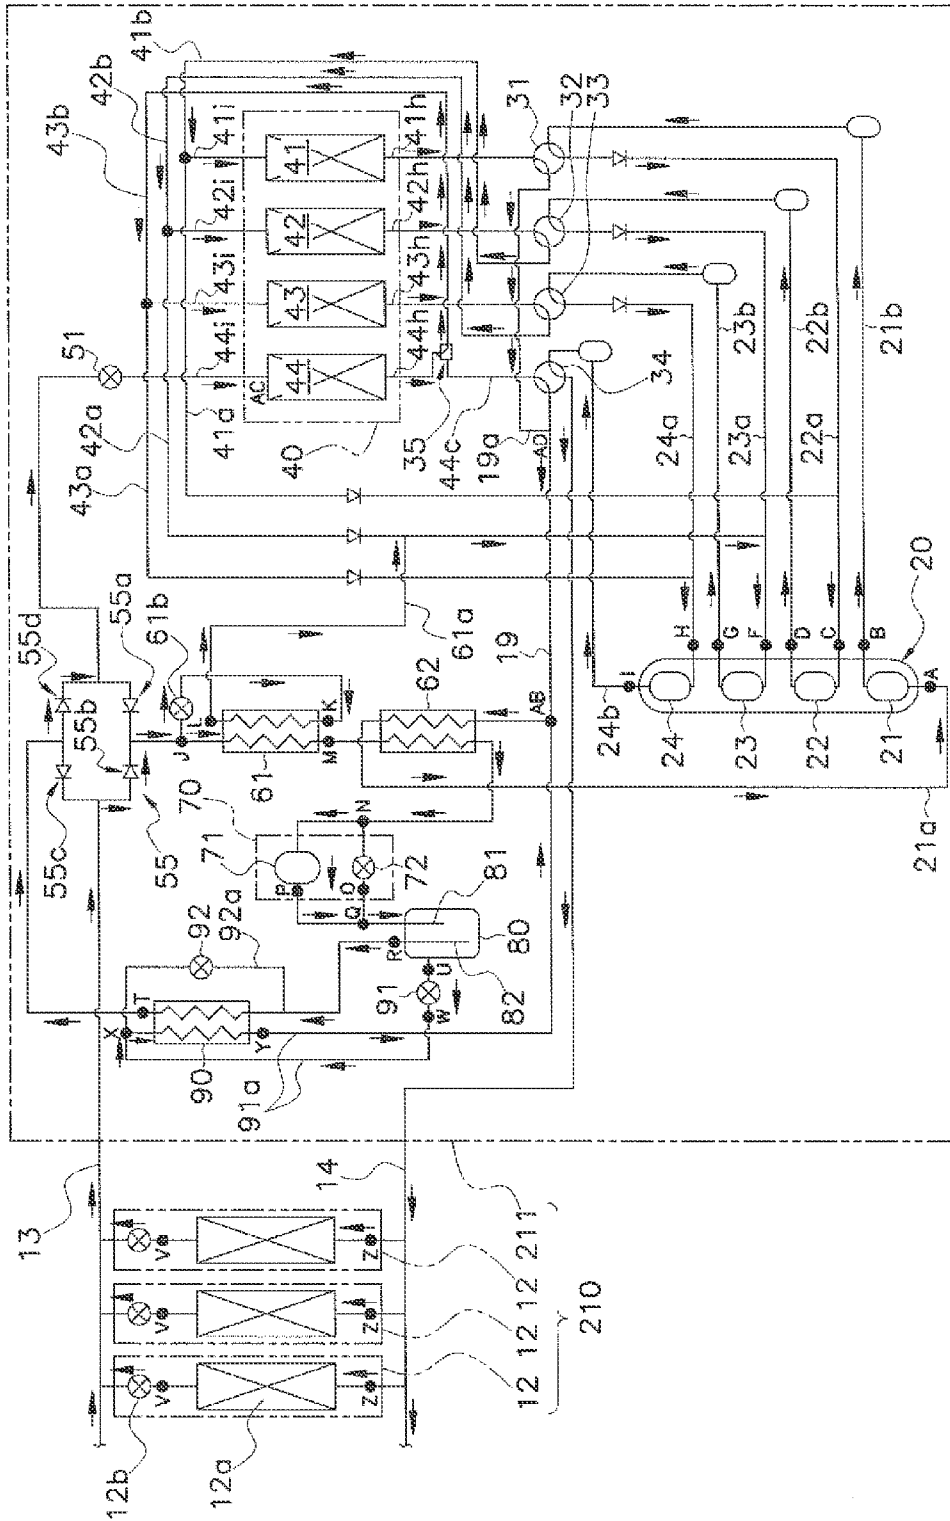 41b
42b
43b
41i
42i
43i
44i
41
42
43
44
41h
42h
43h
44h
AC
51
41a
42a
43a
40
35
44c
19a
AD
31
32
33
34
21b
22b
23b
22a
23a
24a
20
H
G
F
D
C
B
I
A
24
23
22
21
24b
21a
19
AB
61a
62
61b
61
L
K
J
M
55d
55a
55b
55c
55
70
71
72
N
P
O
Q
81
80
82
R
U
91
W
92
92a
T
X
Y
90
91a
13
14
211
V
V
V
Z
Z
Z
12
12
12
210
12a
12b